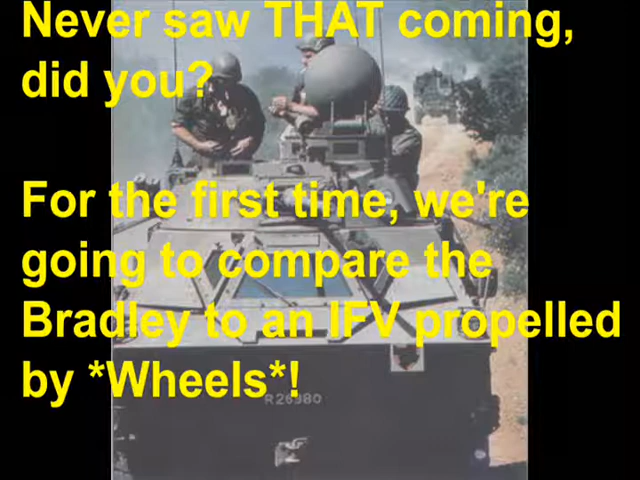 Never saw THAT coming,
did you?
For the first time, we're
going to compare the
Bradley to an IFV propelled
by *Wheels*!
R26380